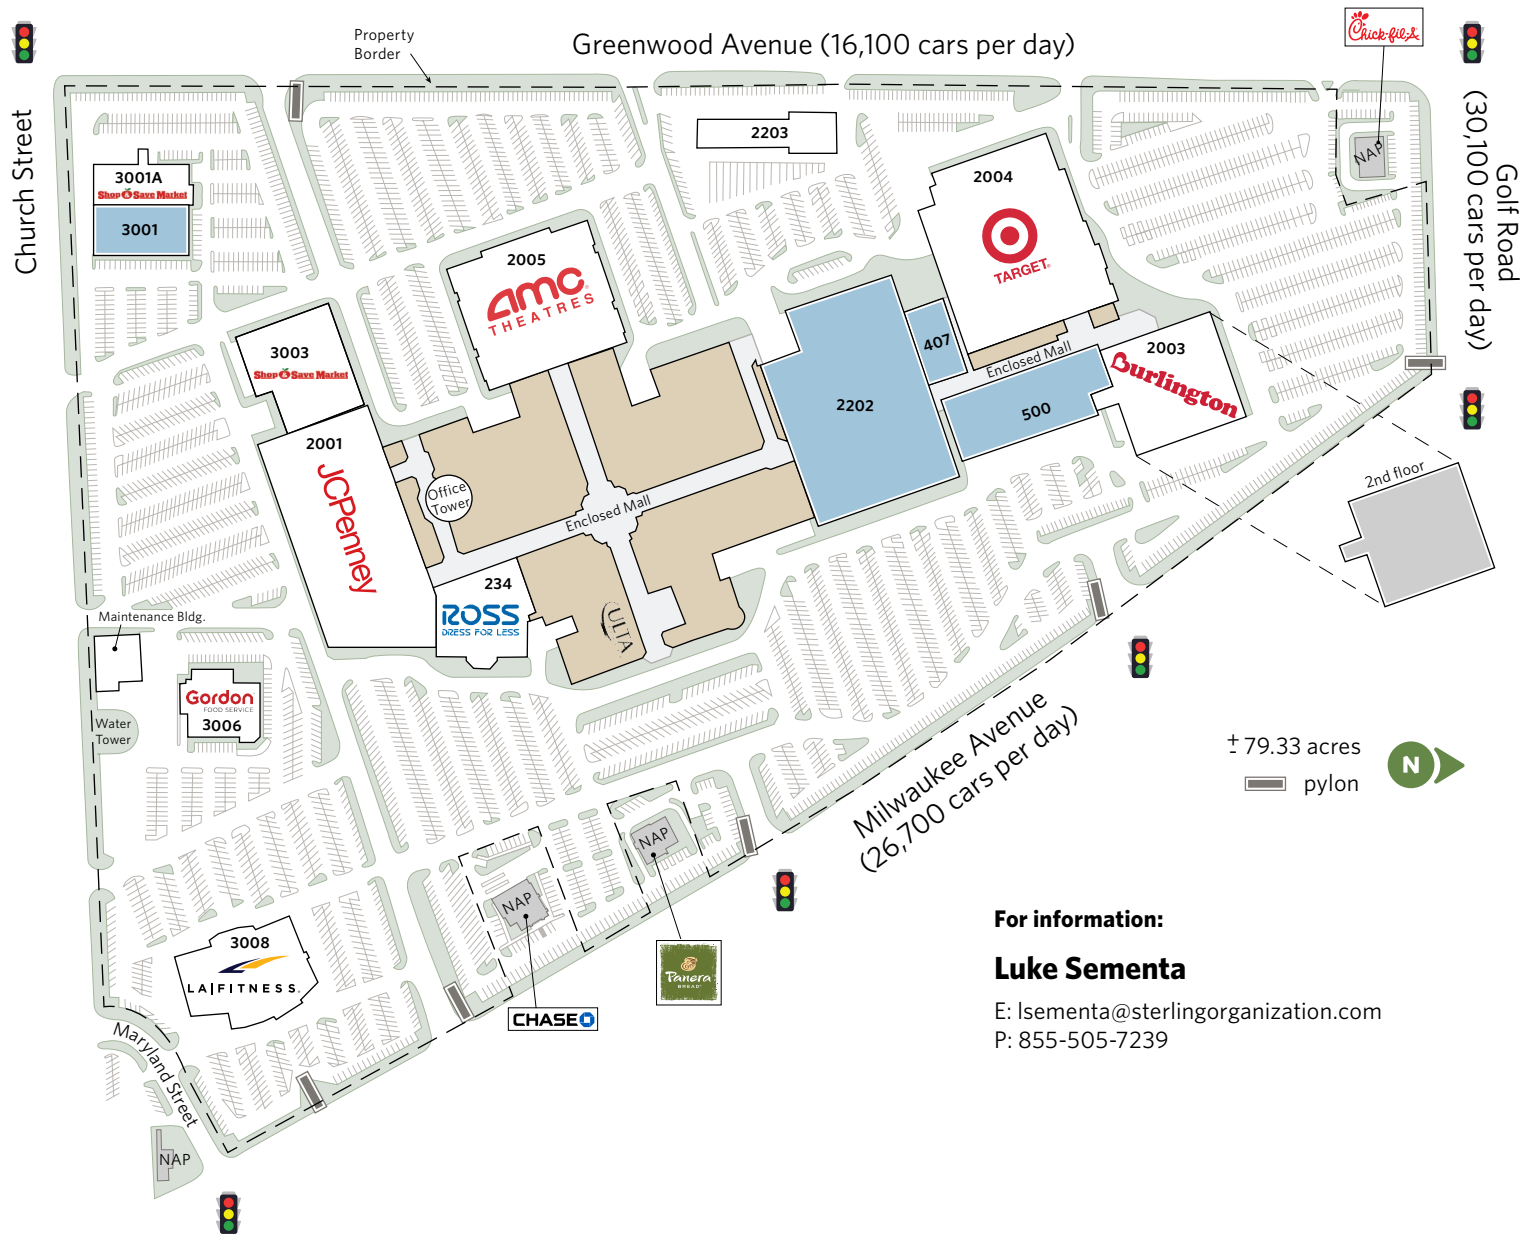 Property
Border
Greenwood Avenue (16,100 cars per day)
Chick-fil-A
Church Street
Golf Road
(30,100 cars per day)
NAP
2203
3001A
Shop Save Market
3001
2004
TARGET
2005
AMC
THEATRES
3003
Shop Save Market
407
Enclosed Mall
2003
Burlington
2202
500
2001
JCPenney
Office
Tower
Enclosed Mall
2nd floor
234
ROSS
DRESS FOR LESS
ULTA
Maintenance Bldg.
Gordon
FOOD SERVICE
3006
Water
Tower
Milwaukee Avenue
(26,700 cars per day)
± 79.33 acres
pylon
N
NAP
NAP
3008
LA FITNESS
Panera
BREAD
CHASE
Maryland Street
NAP
For information:
Luke Sementa
E: lsementa@sterlingorganization.com
P: 855-505-7239